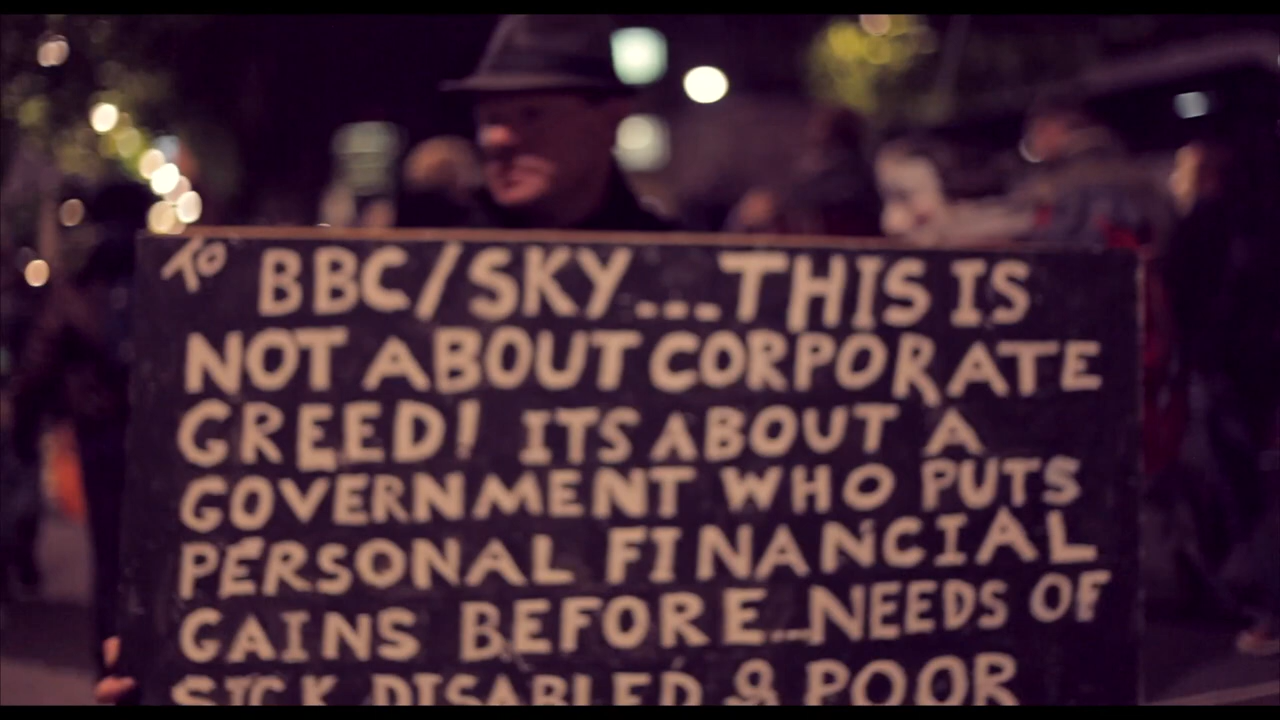 TO BBC/SKY...THIS IS
NOT ABOUT CORPORATE
GREED! ITS ABOUT A
GOVERNMENT WHO PUTS
PERSONAL FINANCIAL
GAINS BEFORE...NEEDS OF
SICK DISABLED & POOR